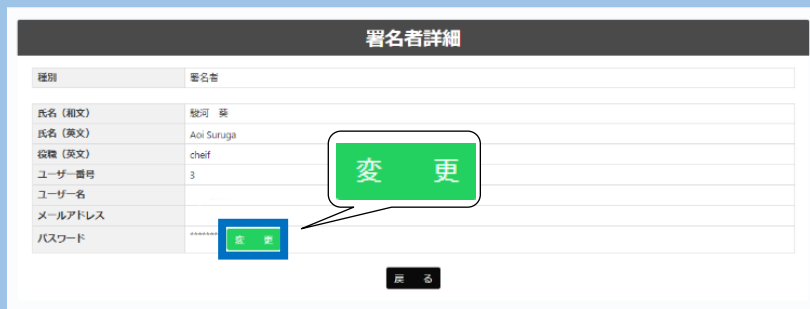 署名者詳細
種別 署名者
氏名（和文） 駿河　葵
氏名（英文） Aoi Suruga
役職（英文） cheif
ユーザー番号 3
ユーザー名
メールアドレス
パスワード ******* 変　更
変　更
戻　る